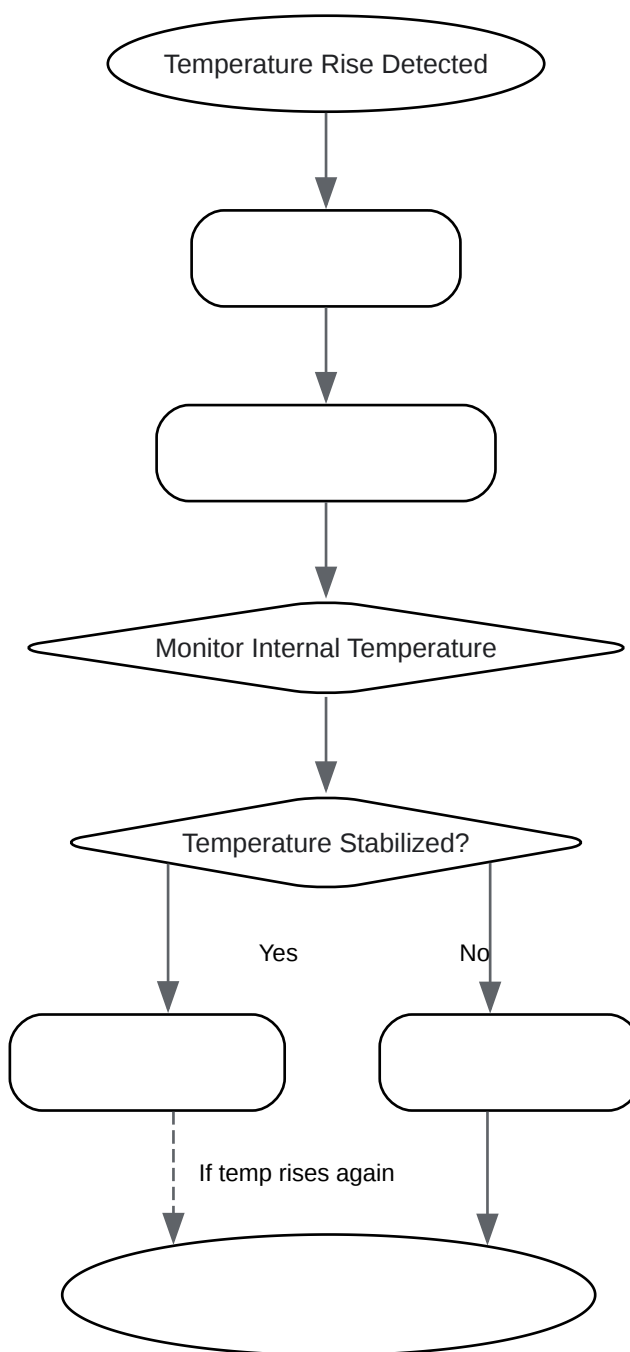 Temperature Rise Detected
Monitor Internal Temperature
Temperature Stabilized?
Yes
No
If temp rises again